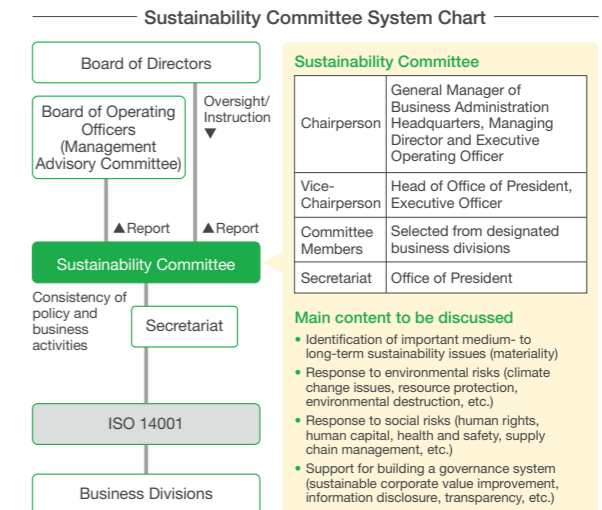 Sustainability Committee System Chart
Board of Directors
Board of Operating
Officers
(Management
Advisory Committee)
Oversight/
Instruction
▼
▲Report
▲Report
Sustainability Committee
Consistency of
policy and
business
activities
Secretariat
ISO 14001
Business Divisions
Sustainability Committee
Chairperson
General Manager of
Business Administration
Headquarters, Managing
Director and Executive
Operating Officer
Vice-
Chairperson
Head of Office of President,
Executive Officer
Committee
Members
Selected from designated
business divisions
Secretariat
Office of President
Main content to be discussed
• Identification of important medium- to
long-term sustainability issues (materiality)
• Response to environmental risks (climate
change issues, resource protection,
environmental destruction, etc.)
• Response to social risks (human rights,
human capital, health and safety, supply
chain management, etc.)
• Support for building a governance system
(sustainable corporate value improvement,
information disclosure, transparency, etc.)